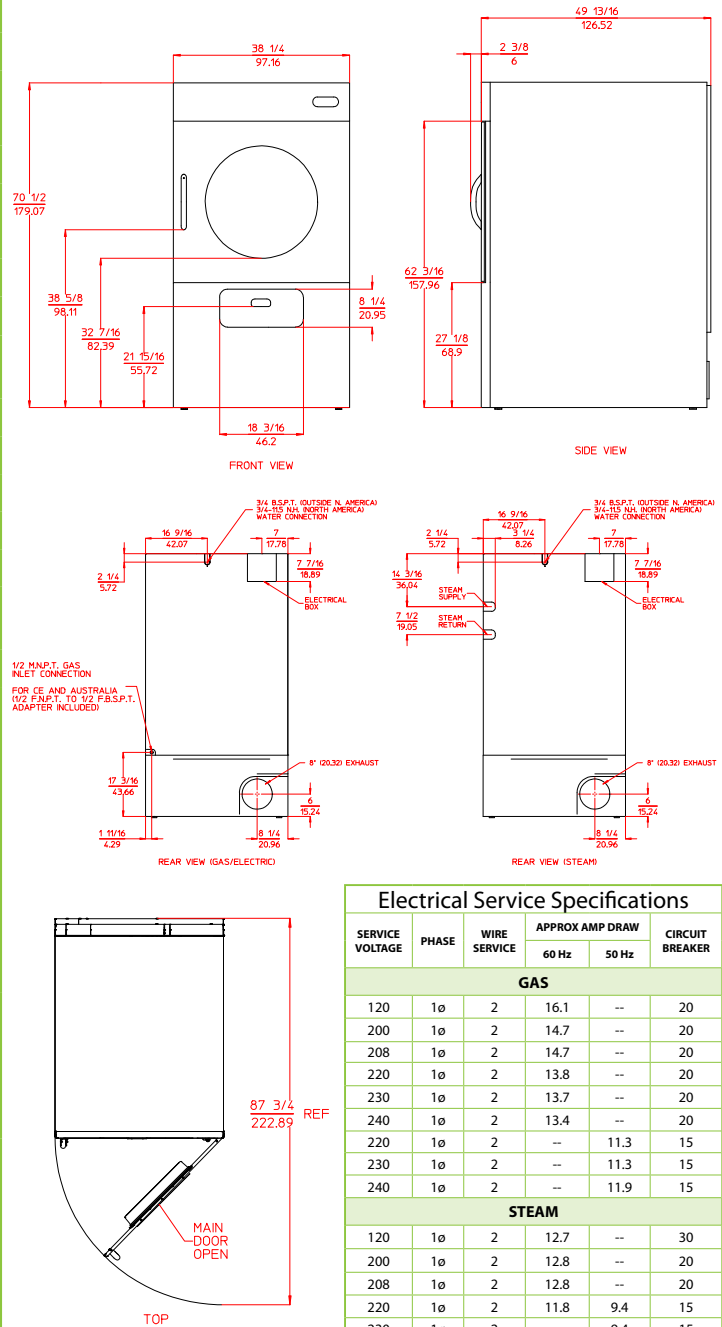 49 13/16
126.52
38 1/4
97.16
2 3/8
6
70 1/2
179.07
62 3/16
157.96
38 5/8
98.11
8 1/4
20.95
32 7/16
82.39
27 1/8
68.9
21 15/16
55.72
18 3/16
46.2
FRONT VIEW
SIDE VIEW
3/4 B.S.P.T. (OUTSIDE N. AMERICA)
3/4-11.5 N.H. (NORTH AMERICA)
WATER CONNECTION
16 9/16
42.07
7
17.78
2 1/4
5.72
7 7/16
18.89
ELECTRICAL
BOX
1/2 M.N.P.T. GAS
INLET CONNECTION
FOR CE AND AUSTRALIA
(1/2 F.N.P.T. TO 1/2 F.B.S.P.T.
ADAPTER INCLUDED)
8" (20.32) EXHAUST
17 3/16
43.66
6
15.24
1 11/16
4.29
8 1/4
20.96
REAR VIEW (GAS/ELECTRIC)
3/4 B.S.P.T. (OUTSIDE N. AMERICA)
3/4-11.5 N.H. (NORTH AMERICA)
WATER CONNECTION
16 9/16
42.07
2 1/4
5.72
3 1/4
8.26
7
17.78
14 3/16
36.04
7 7/16
18.89
STEAM
SUPPLY
ELECTRICAL
BOX
7 1/2
19.05
STEAM
RETURN
8" (20.32) EXHAUST
6
15.24
8 1/4
20.96
REAR VIEW (STEAM)
87 3/4
222.89 REF
MAIN
DOOR
OPEN
TOP
Electrical Service Specifications
SERVICE VOLTAGE PHASE WIRE SERVICE APPROX AMP DRAW CIRCUIT BREAKER
60 Hz 50 Hz
GAS
120 1ø 2 16.1 -- 20
200 1ø 2 14.7 -- 20
208 1ø 2 14.7 -- 20
220 1ø 2 13.8 -- 20
230 1ø 2 13.7 -- 20
240 1ø 2 13.4 -- 20
220 1ø 2 -- 11.3 15
230 1ø 2 -- 11.3 15
240 1ø 2 -- 11.9 15
STEAM
120 1ø 2 12.7 -- 30
200 1ø 2 12.8 -- 20
208 1ø 2 12.8 -- 20
220 1ø 2 11.8 9.4 15